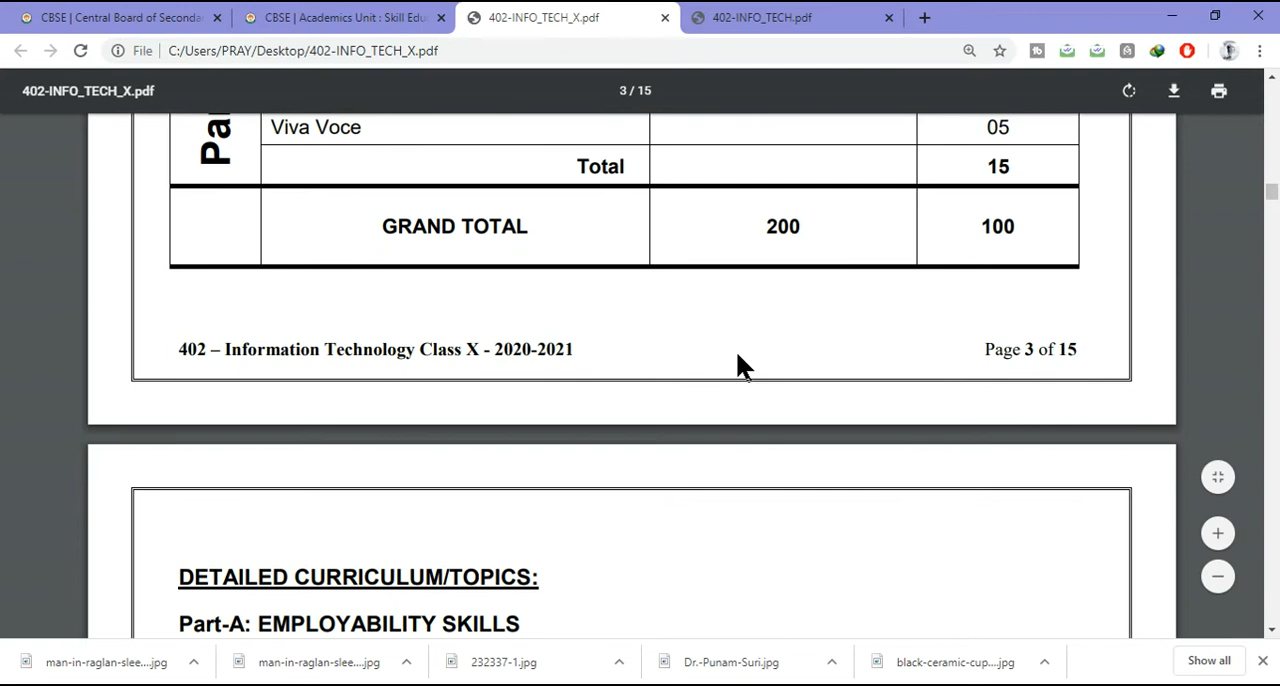 CBSE | Central Board of Seconda
CBSE | Academics Unit : Skill Edu
402-INFO_TECH_X.pdf
402-INFO_TECH.pdf
File
C:/Users/PRAY/Desktop/402-INFO_TECH_X.pdf
402-INFO_TECH_X.pdf
3 / 15
Pa
Viva Voce 05
Total 15
GRAND TOTAL 200 100
402 – Information Technology Class X - 2020-2021 Page 3 of 15
DETAILED CURRICULUM/TOPICS:
Part-A: EMPLOYABILITY SKILLS
man-in-raglan-slee....jpg
man-in-raglan-slee....jpg
232337-1.jpg
Dr.-Punam-Suri.jpg
black-ceramic-cup....jpg
Show all